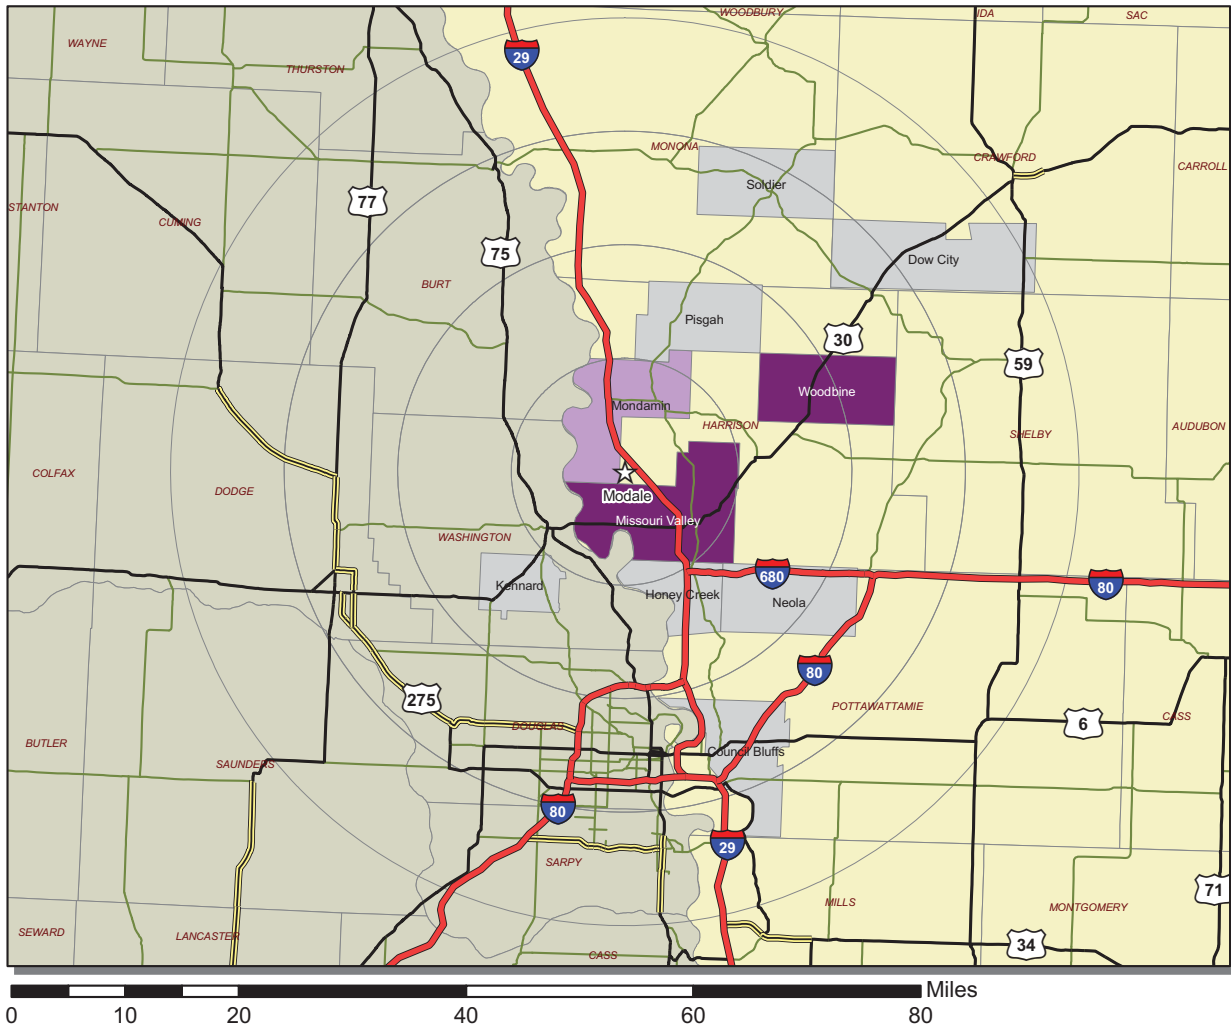 WOODBURY
IDA
SAC
WAYNE
29
THURSTON
MONONA
CRAWFORD
CARROLL
Soldier
77
STANTON
CUMING
75
Dow City
BURT
Pisgah
30
59
Woodbine
Mondamin
HARRISON
SHELBY
AUDUBON
COLFAX
DODGE
Modale
Missouri Valley
WASHINGTON
680
80
Kennard
Honey Creek
Neola
80
275
POTTAWATTAMIE
6
CASS
DOUGLAS
BUTLER
Council Bluffs
SAUNDERS
80
29
SARPY
71
MILLS
MONTGOMERY
SEWARD
LANCASTER
34
CASS
Miles
0 10 20 40 60 80